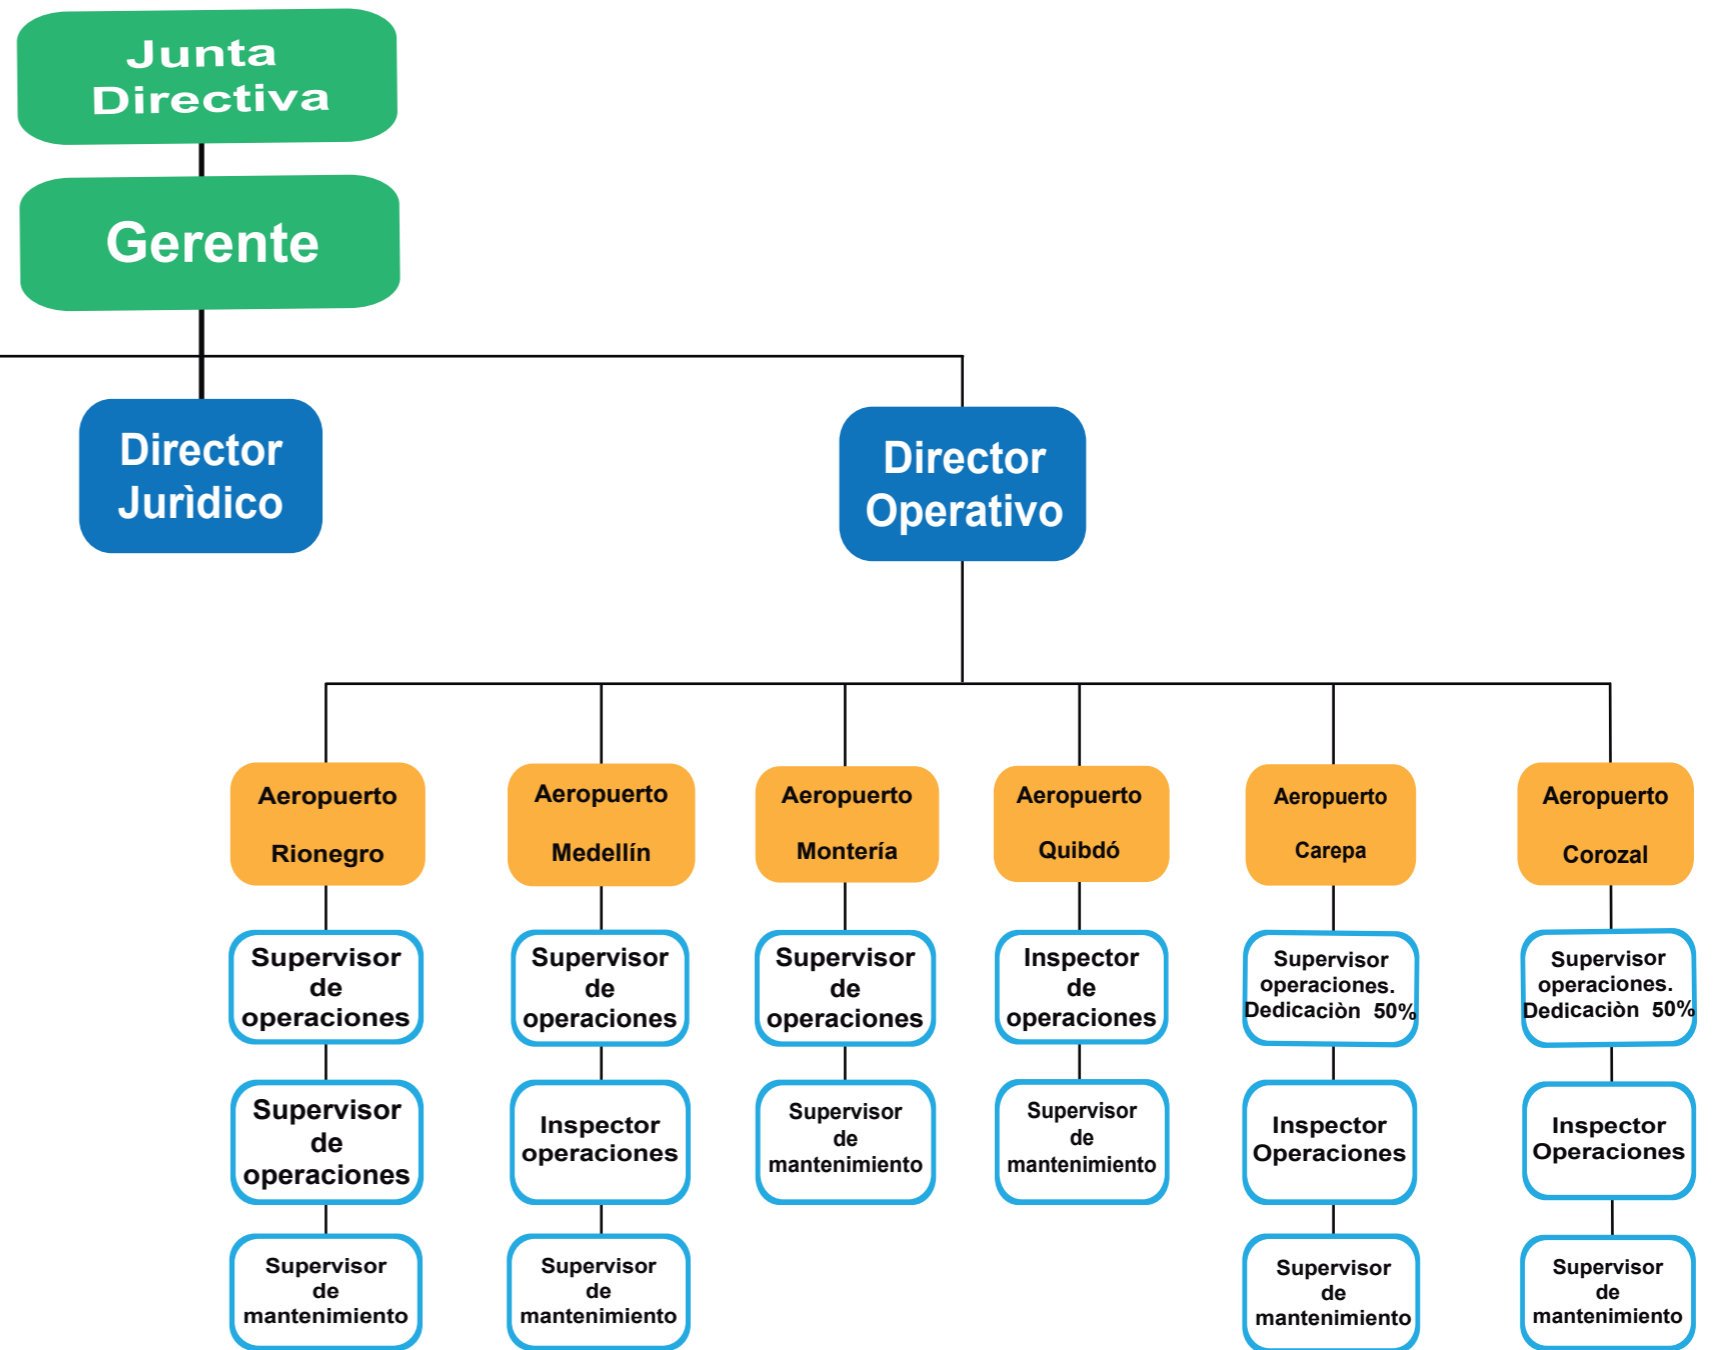 Junta
Directiva
Gerente
Director
Jurìdico
Director
Operativo
Aeropuerto
Rionegro
Aeropuerto
Medellín
Aeropuerto
Montería
Aeropuerto
Quibdó
Aeropuerto
Carepa
Aeropuerto
Corozal
Supervisor
de
operaciones
Supervisor
de
operaciones
Supervisor
de
operaciones
Inspector
de
operaciones
Supervisor
operaciones.
Dedicaciòn 50%
Supervisor
operaciones.
Dedicaciòn 50%
Supervisor
de
operaciones
Inspector
operaciones
Supervisor
de
mantenimiento
Supervisor
de
mantenimiento
Inspector
Operaciones
Inspector
Operaciones
Supervisor
de
mantenimiento
Supervisor
de
mantenimiento
Supervisor
de
mantenimiento
Supervisor
de
mantenimiento